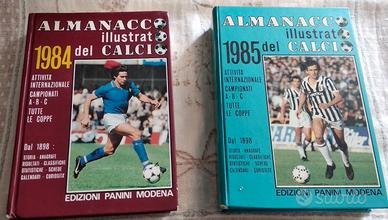 ALMANACCO
illustrato
1984 del CALCIO
ATTIVITÀ
INTERNAZIONALE
CAMPIONATI
A-B-C
TUTTE
LE COPPE
Dal 1898:
STORIA - ANAGRAFE
RISULTATI - CLASSIFICHE
STATISTICHE - SCHEDE
CALENDARI - CURIOSITÀ
EDIZIONI PANINI MODENA
ALMANACCO
illustrato
1985 del CALCIO
ATTIVITÀ
INTERNAZIONALE
CAMPIONATI
A-B-C
TUTTE
LE COPPE
Dal 1898:
STORIA - ANAGRAFE
RISULTATI - CLASSIFICHE
STATISTICHE - SCHEDE
CALENDARI - CURIOSITÀ
EDIZIONI PANINI MODENA